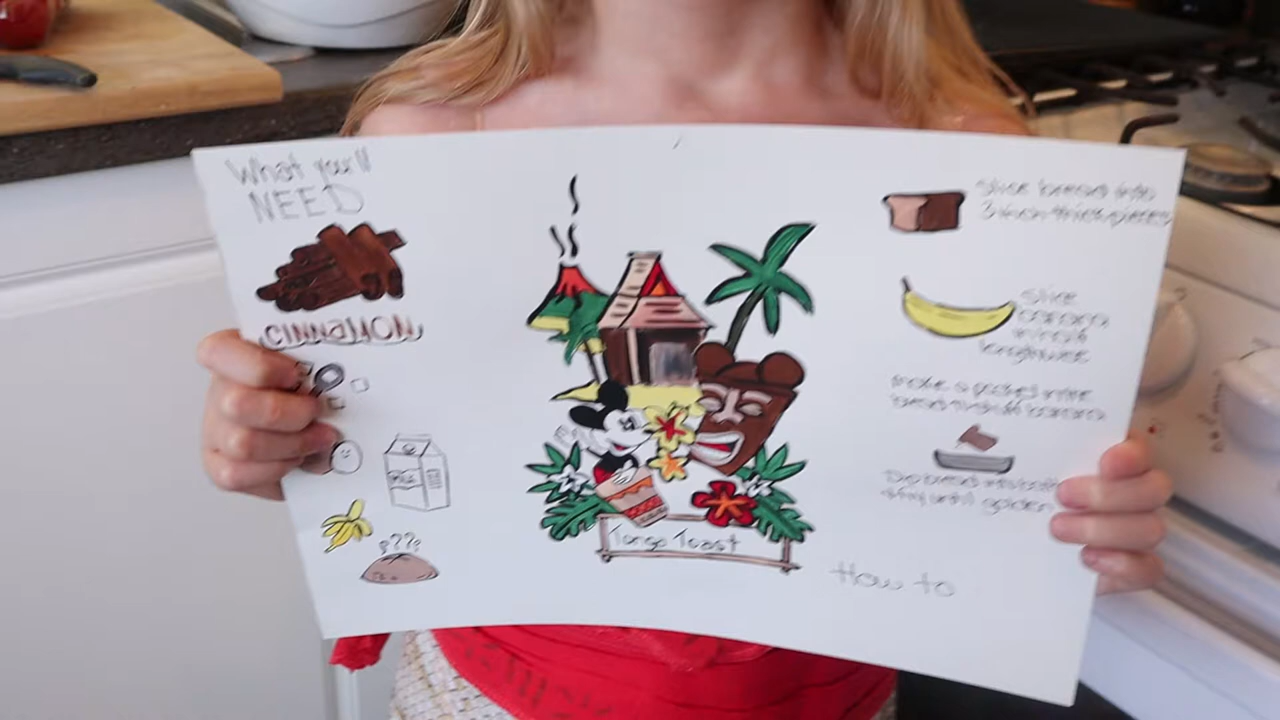 What you'll
NEED
CINNAMON
MILK
????
Tonga Toast
Slice bread into
3 inch thick pieces
Slice
banana
in half
lengthwise
make a pocket in the
bread to stuff banana
Dip bread into batter
fry until golden
How to